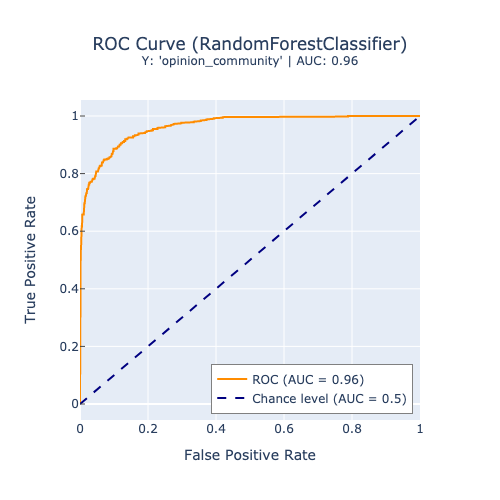 ROC Curve (RandomForestClassifier)
Y: 'opinion_community' | AUC: 0.96
1
0.8
0.6
0.4
0.2
0
True Positive Rate
ROC (AUC = 0.96)
Chance level (AUC = 0.5)
0 0.2 0.4 0.6 0.8 1
False Positive Rate